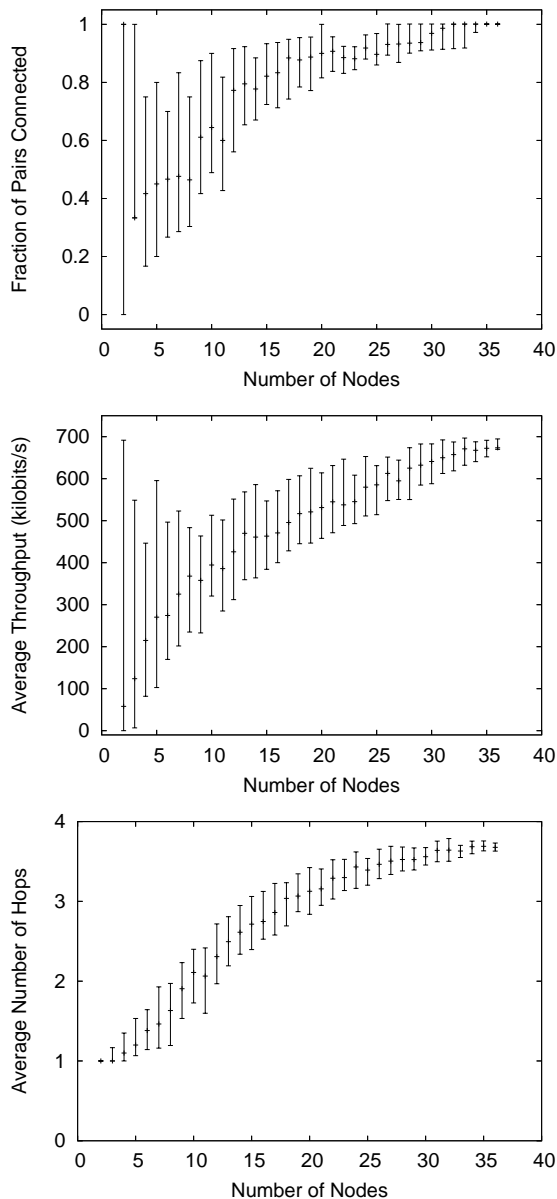 1
0.8
0.6
0.4
0.2
0
0 5 10 15 20 25 30 35 40
Fraction of Pairs Connected
Number of Nodes
700
600
500
400
300
200
100
0
0 5 10 15 20 25 30 35 40
Average Throughput (kilobits/s)
Number of Nodes
4
3
2
1
0
0 5 10 15 20 25 30 35 40
Average Number of Hops
Number of Nodes